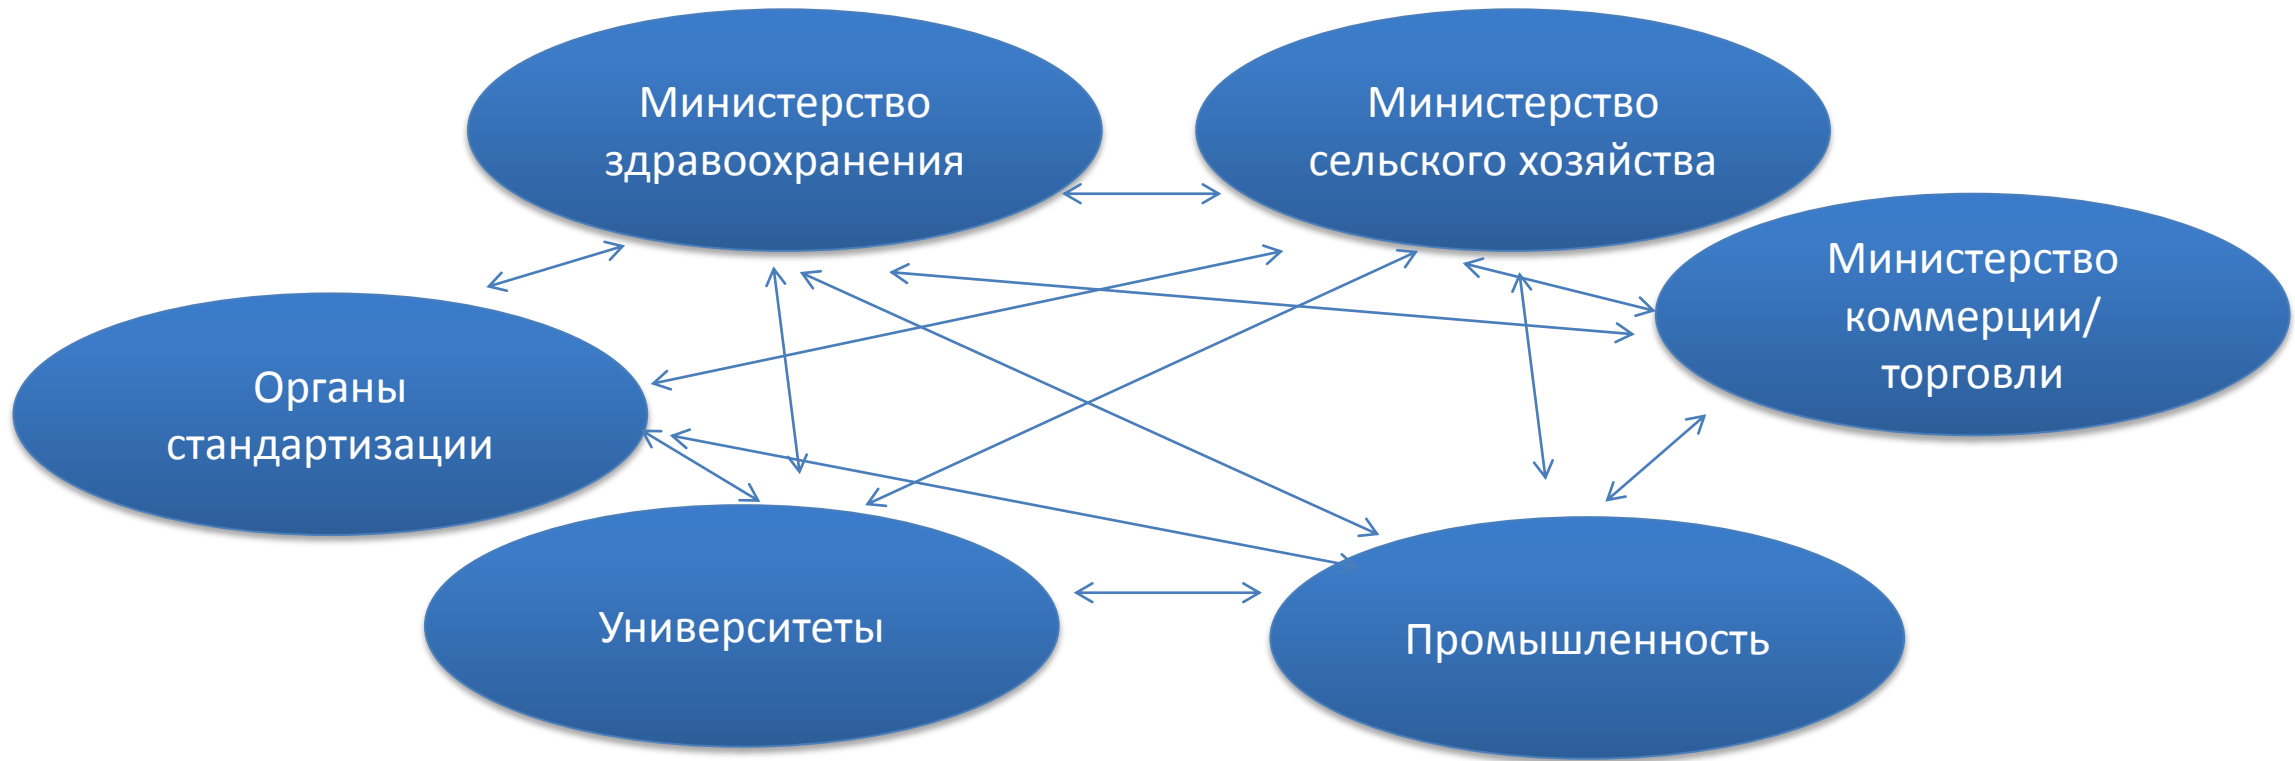 Министерство
здравоохранения
Министерство
сельского хозяйства
Министерство
коммерции/
торговли
Органы
стандартизации
Университеты
Промышленность